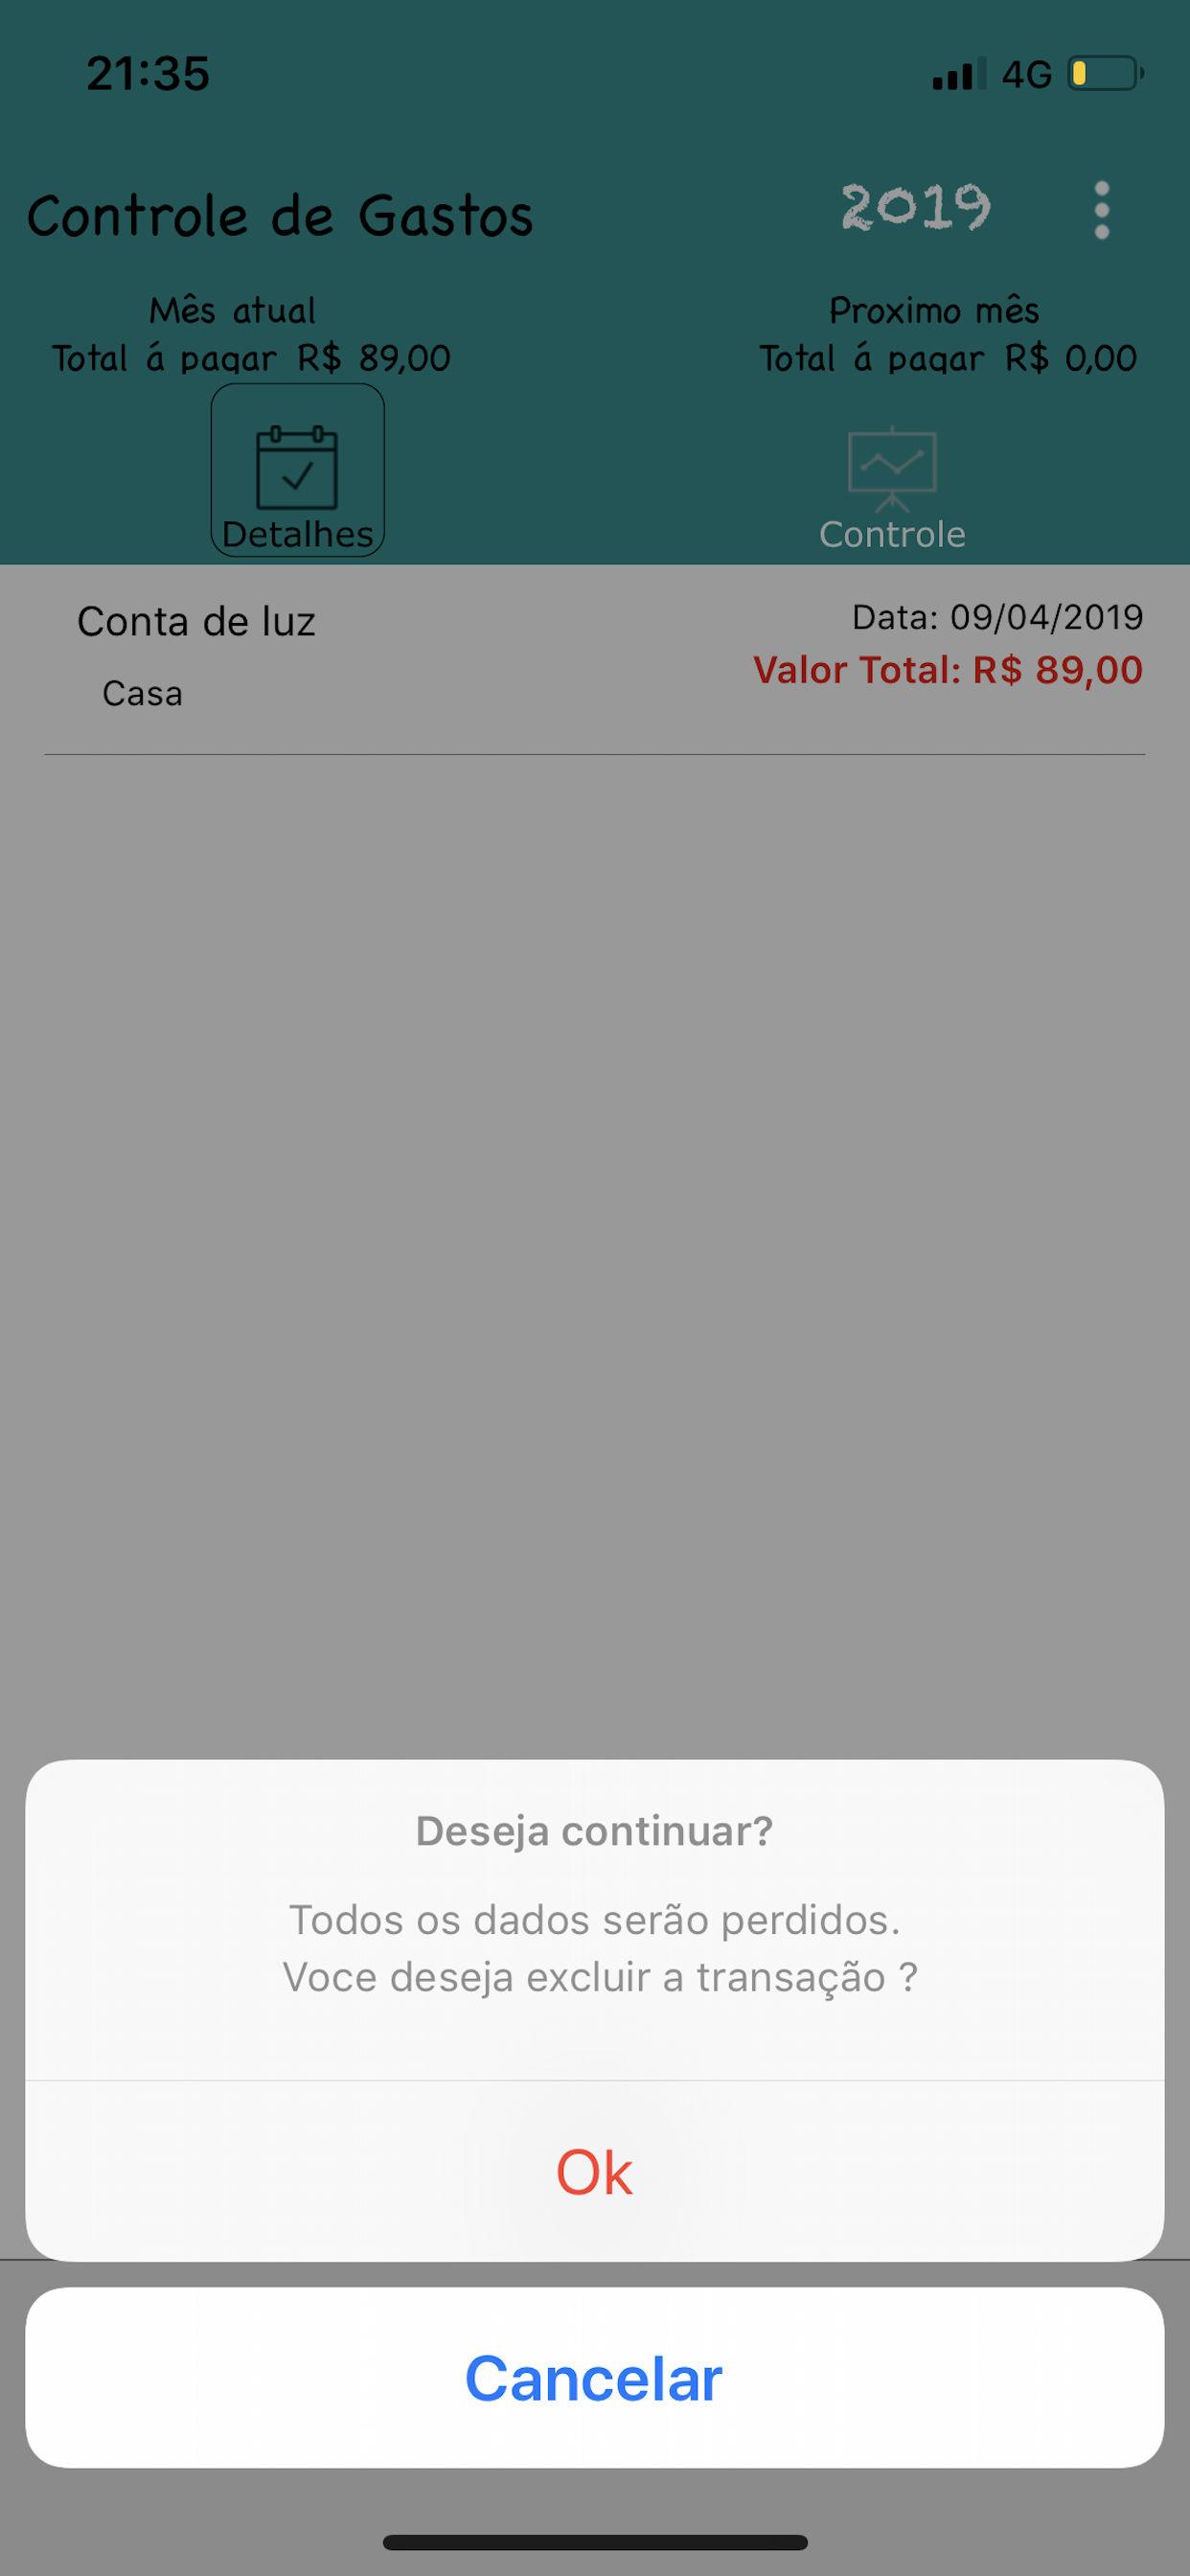 21:35
4G
Controle de Gastos
2019
Mês atual
Total á pagar R$ 89,00
Proximo mês
Total á pagar R$ 0,00
Detalhes
Controle
Conta de luz
Casa
Data: 09/04/2019
Valor Total: R$ 89,00
Deseja continuar?
Todos os dados serão perdidos.
Voce deseja excluir a transação ?
Ok
Cancelar